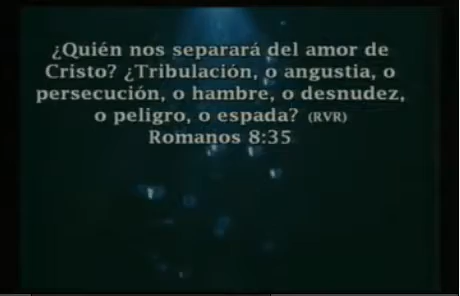 ¿Quién nos separará del amor de
Cristo? ¿Tribulación, o angustia, o
persecución, o hambre, o desnudez,
o peligro, o espada? (RVR)
Romanos 8:35